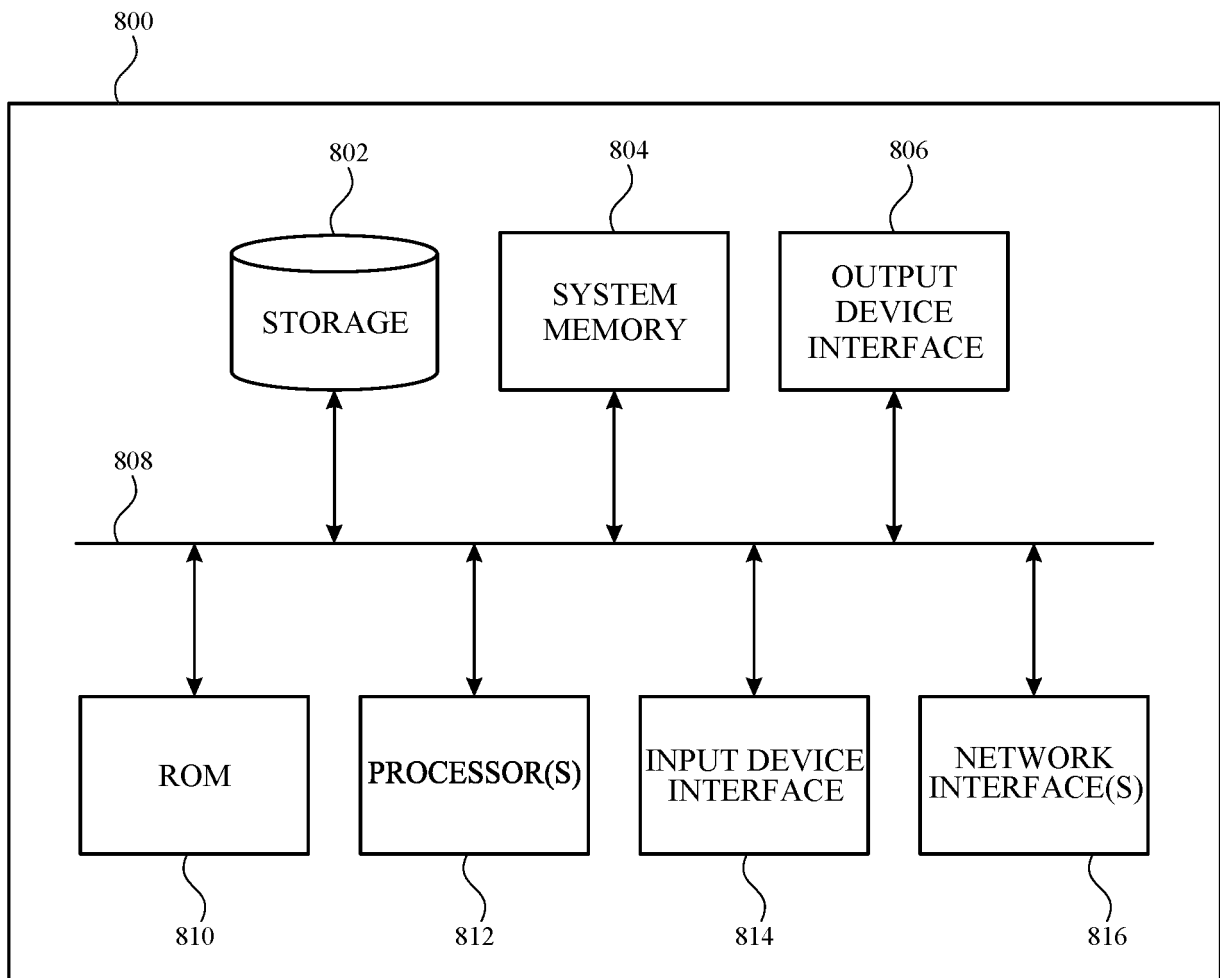 800
802
804
806
STORAGE
SYSTEM
MEMORY
OUTPUT
DEVICE
INTERFACE
808
ROM
PROCESSOR(S)
INPUT DEVICE
INTERFACE
NETWORK
INTERFACE(S)
810
812
814
816